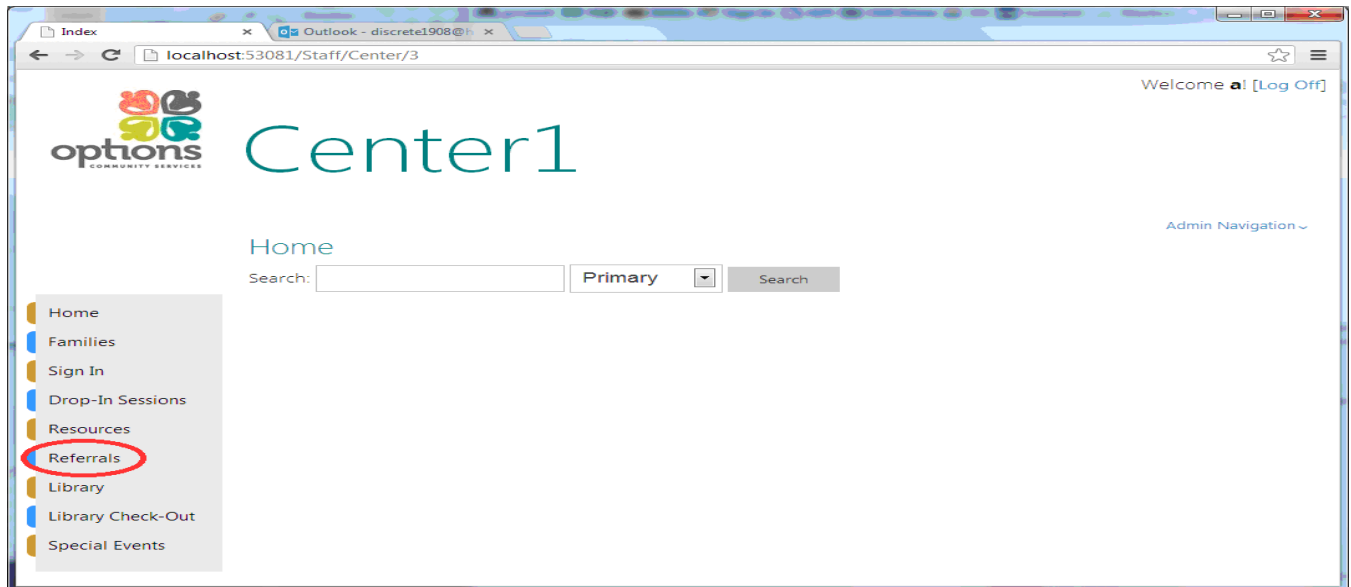 Index
Outlook - discrete1908@h
localhost:53081/Staff/Center/3
Welcome a! [Log Off]
options
COMMUNITY SERVICES
Center1
Admin Navigation
Home
Search: Primary Search
Home
Families
Sign In
Drop-In Sessions
Resources
Referrals
Library
Library Check-Out
Special Events